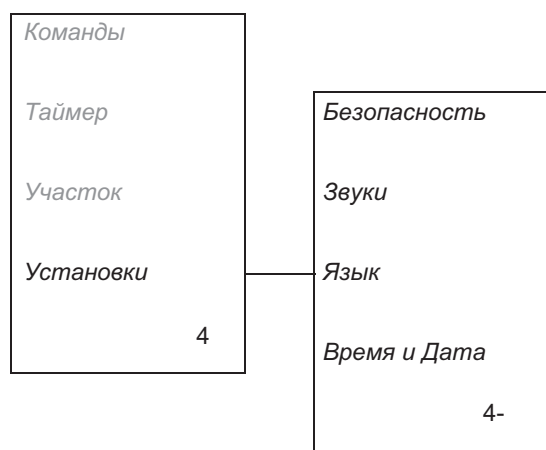 Команды
Таймер
Участок
Установки
4
Безопасность
Звуки
Язык
Время и Дата
4-